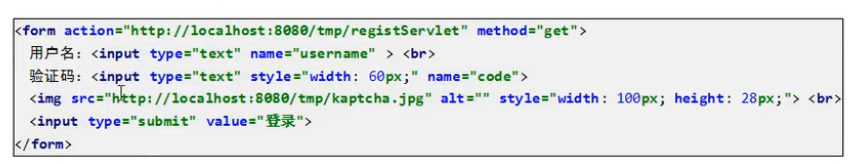 <form action="http://localhost:8080/tmp/registServlet" method="get">
用户名：<input type="text" name="username" > <br>
验证码：<input type="text" style="width: 60px;" name="code">
<img src="http://localhost:8080/tmp/kaptcha.jpg" alt="" style="width: 100px; height: 28px;"> <br>
<input type="submit" value="登录">
</form>